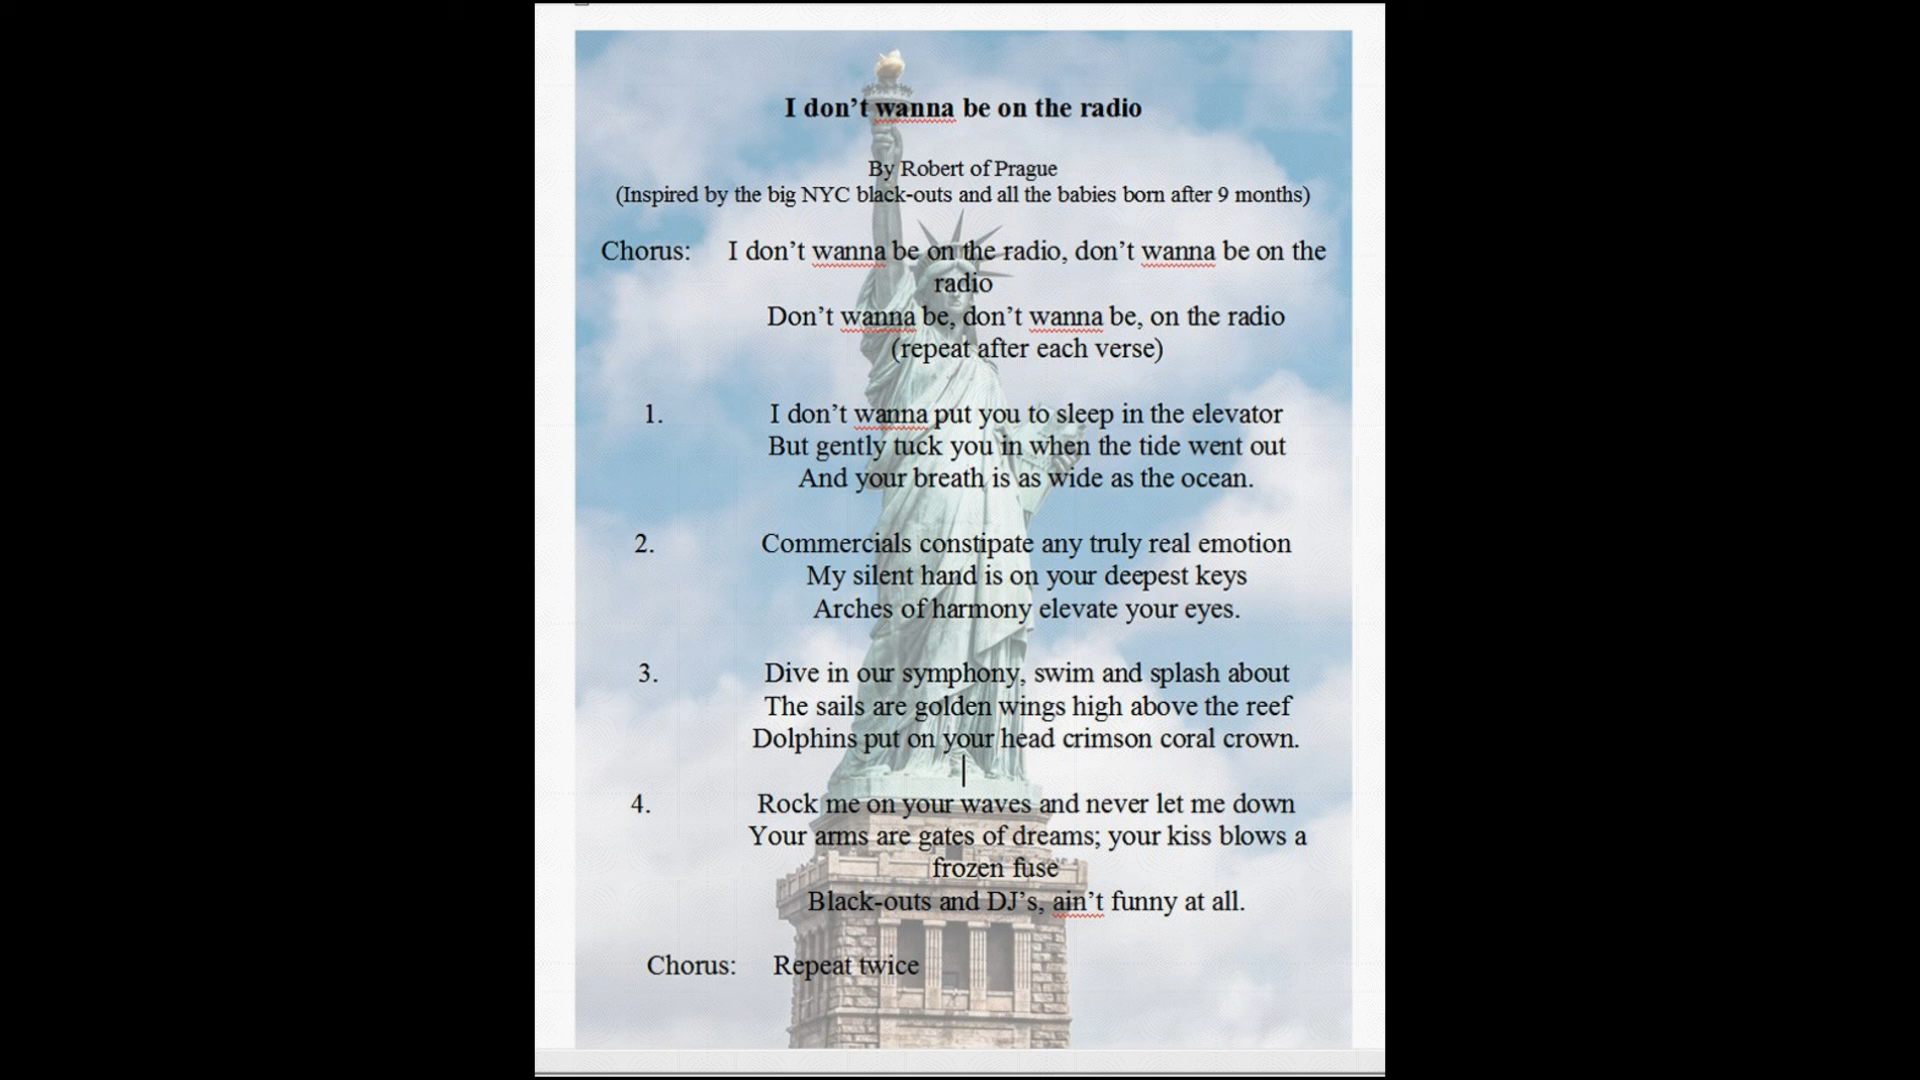 I don’t wanna be on the radio
By Robert of Prague
(Inspired by the big NYC black-outs and all the babies born after 9 months)
Chorus: I don’t wanna be on the radio, don’t wanna be on the
radio
Don’t wanna be, don’t wanna be, on the radio
(repeat after each verse)
1. I don’t wanna put you to sleep in the elevator
But gently tuck you in when the tide went out
And your breath is as wide as the ocean.
2. Commercials constipate any truly real emotion
My silent hand is on your deepest keys
Arches of harmony elevate your eyes.
3. Dive in our symphony, swim and splash about
The sails are golden wings high above the reef
Dolphins put on your head crimson coral crown.
4. Rock me on your waves and never let me down
Your arms are gates of dreams; your kiss blows a
frozen fuse
Black-outs and DJ’s, ain’t funny at all.
Chorus: Repeat twice